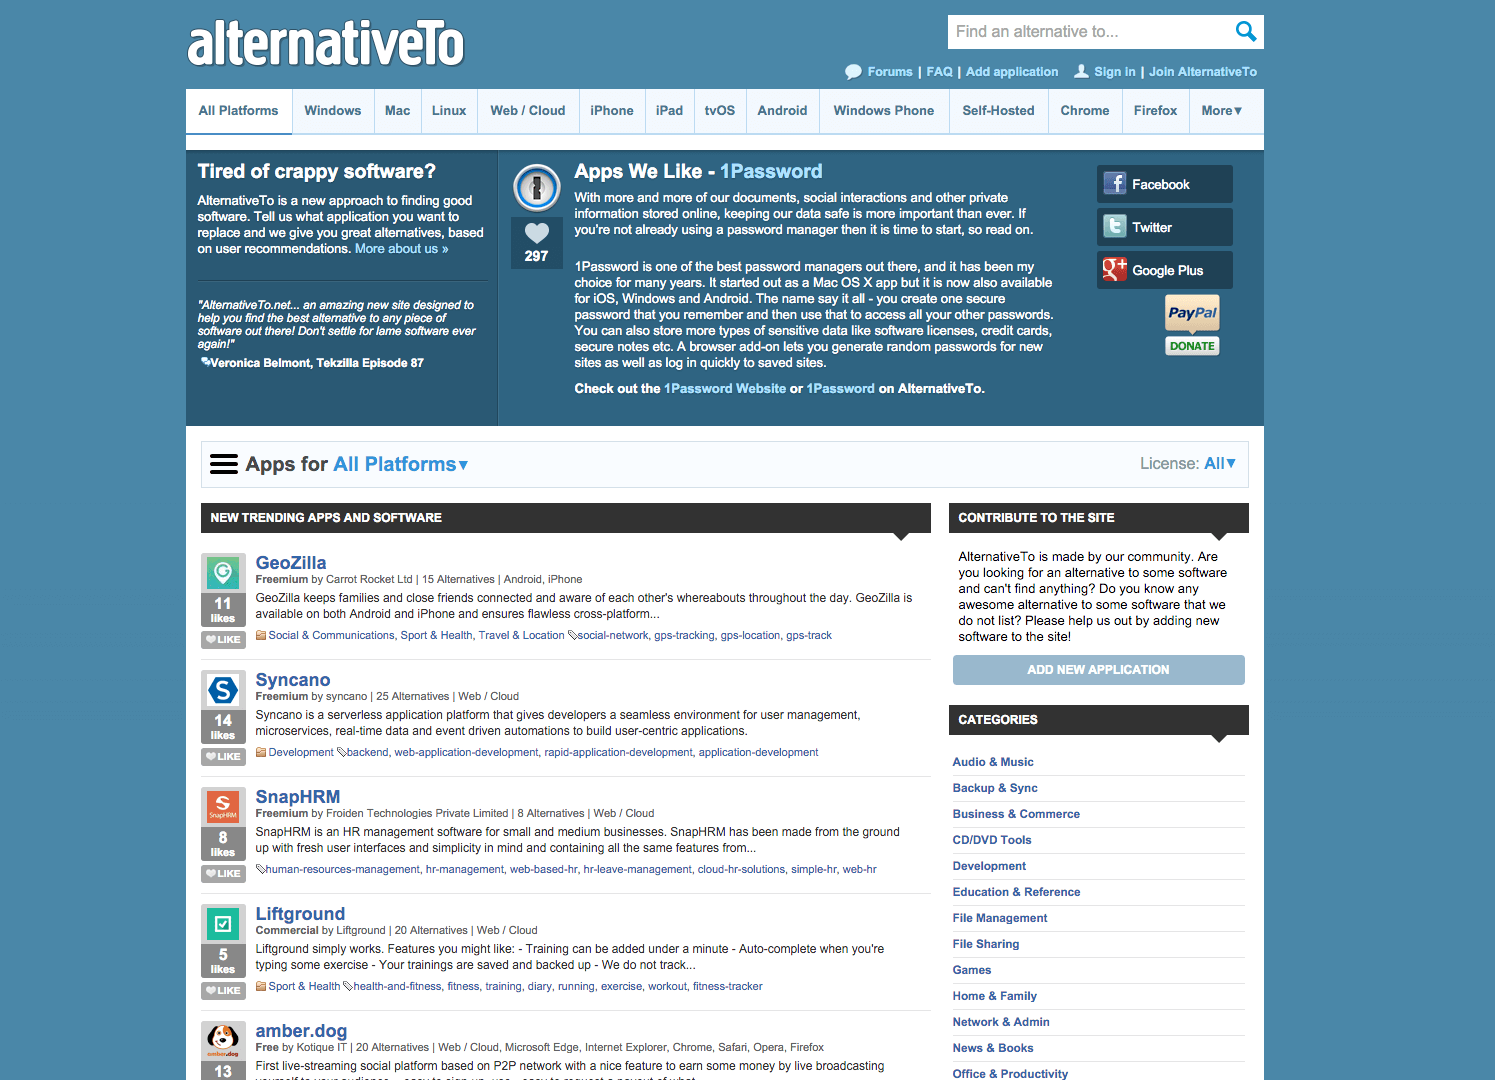 alternativeTo
Find an alternative to...
Forums | FAQ | Add application Sign in | Join AlternativeTo
All Platforms Windows Mac Linux Web / Cloud iPhone iPad tvOS Android Windows Phone Self-Hosted Chrome Firefox More▼
Tired of crappy software?
AlternativeTo is a new approach to finding good
software. Tell us what application you want to
replace and we give you great alternatives, based
on user recommendations. More about us »
"AlternativeTo.net... an amazing new site designed to
help you find the best alternative to any piece of
software out there! Don't settle for lame software ever
again!"
Veronica Belmont, Tekzilla Episode 87
297
Apps We Like - 1Password
With more and more of our documents, social interactions and other private
information stored online, keeping our data safe is more important than ever. If
you're not already using a password manager then it is time to start, so read on.
1Password is one of the best password managers out there, and it has been my
choice for many years. It started out as a Mac OS X app but it is now also available
for iOS, Windows and Android. The name say it all - you create one secure
password that you remember and then use that to access all your other passwords.
You can also store more types of sensitive data like software licenses, credit cards,
secure notes etc. A browser add-on lets you generate random passwords for new
sites as well as log in quickly to saved sites.
Check out the 1Password Website or 1Password on AlternativeTo.
Facebook
Twitter
Google Plus
PayPal
DONATE
Apps for All Platforms▼
License: All▼
NEW TRENDING APPS AND SOFTWARE
GeoZilla
Freemium by Carrot Rocket Ltd | 15 Alternatives | Android, iPhone
GeoZilla keeps families and close friends connected and aware of each other's whereabouts throughout the day. GeoZilla is
available on both Android and iPhone and ensures flawless cross-platform...
Social & Communications, Sport & Health, Travel & Location social-network, gps-tracking, gps-location, gps-track
11
likes
LIKE
Syncano
Freemium by syncano | 25 Alternatives | Web / Cloud
Syncano is a serverless application platform that gives developers a seamless environment for user management,
microservices, real-time data and event driven automations to build user-centric applications.
Development backend, web-application-development, rapid-application-development, application-development
S
14
likes
LIKE
SnapHRM
Freemium by Froiden Technologies Private Limited | 8 Alternatives | Web / Cloud
SnapHRM is an HR management software for small and medium businesses. SnapHRM has been made from the ground
up with fresh user interfaces and simplicity in mind and containing all the same features from...
human-resources-management, hr-management, web-based-hr, hr-leave-management, cloud-hr-solutions, simple-hr, web-hr
S
SnapHRM
8
likes
LIKE
Liftground
Commercial by Liftground | 20 Alternatives | Web / Cloud
Liftground simply works. Features you might like: - Training can be added under a minute - Auto-complete when you're
typing some exercise - Your trainings are saved and backed up - We do not track...
Sport & Health health-and-fitness, fitness, training, diary, running, exercise, workout, fitness-tracker
5
likes
LIKE
amber.dog
Free by Kotique IT | 20 Alternatives | Web / Cloud, Microsoft Edge, Internet Explorer, Chrome, Safari, Opera, Firefox
First live-streaming social platform based on P2P network with a nice feature to earn some money by live broadcasting
amber.dog
13
CONTRIBUTE TO THE SITE
AlternativeTo is made by our community. Are
you looking for an alternative to some software
and can't find anything? Do you know any
awesome alternative to some software that we
do not list? Please help us out by adding new
software to the site!
ADD NEW APPLICATION
CATEGORIES
Audio & Music
Backup & Sync
Business & Commerce
CD/DVD Tools
Development
Education & Reference
File Management
File Sharing
Games
Home & Family
Network & Admin
News & Books
Office & Productivity